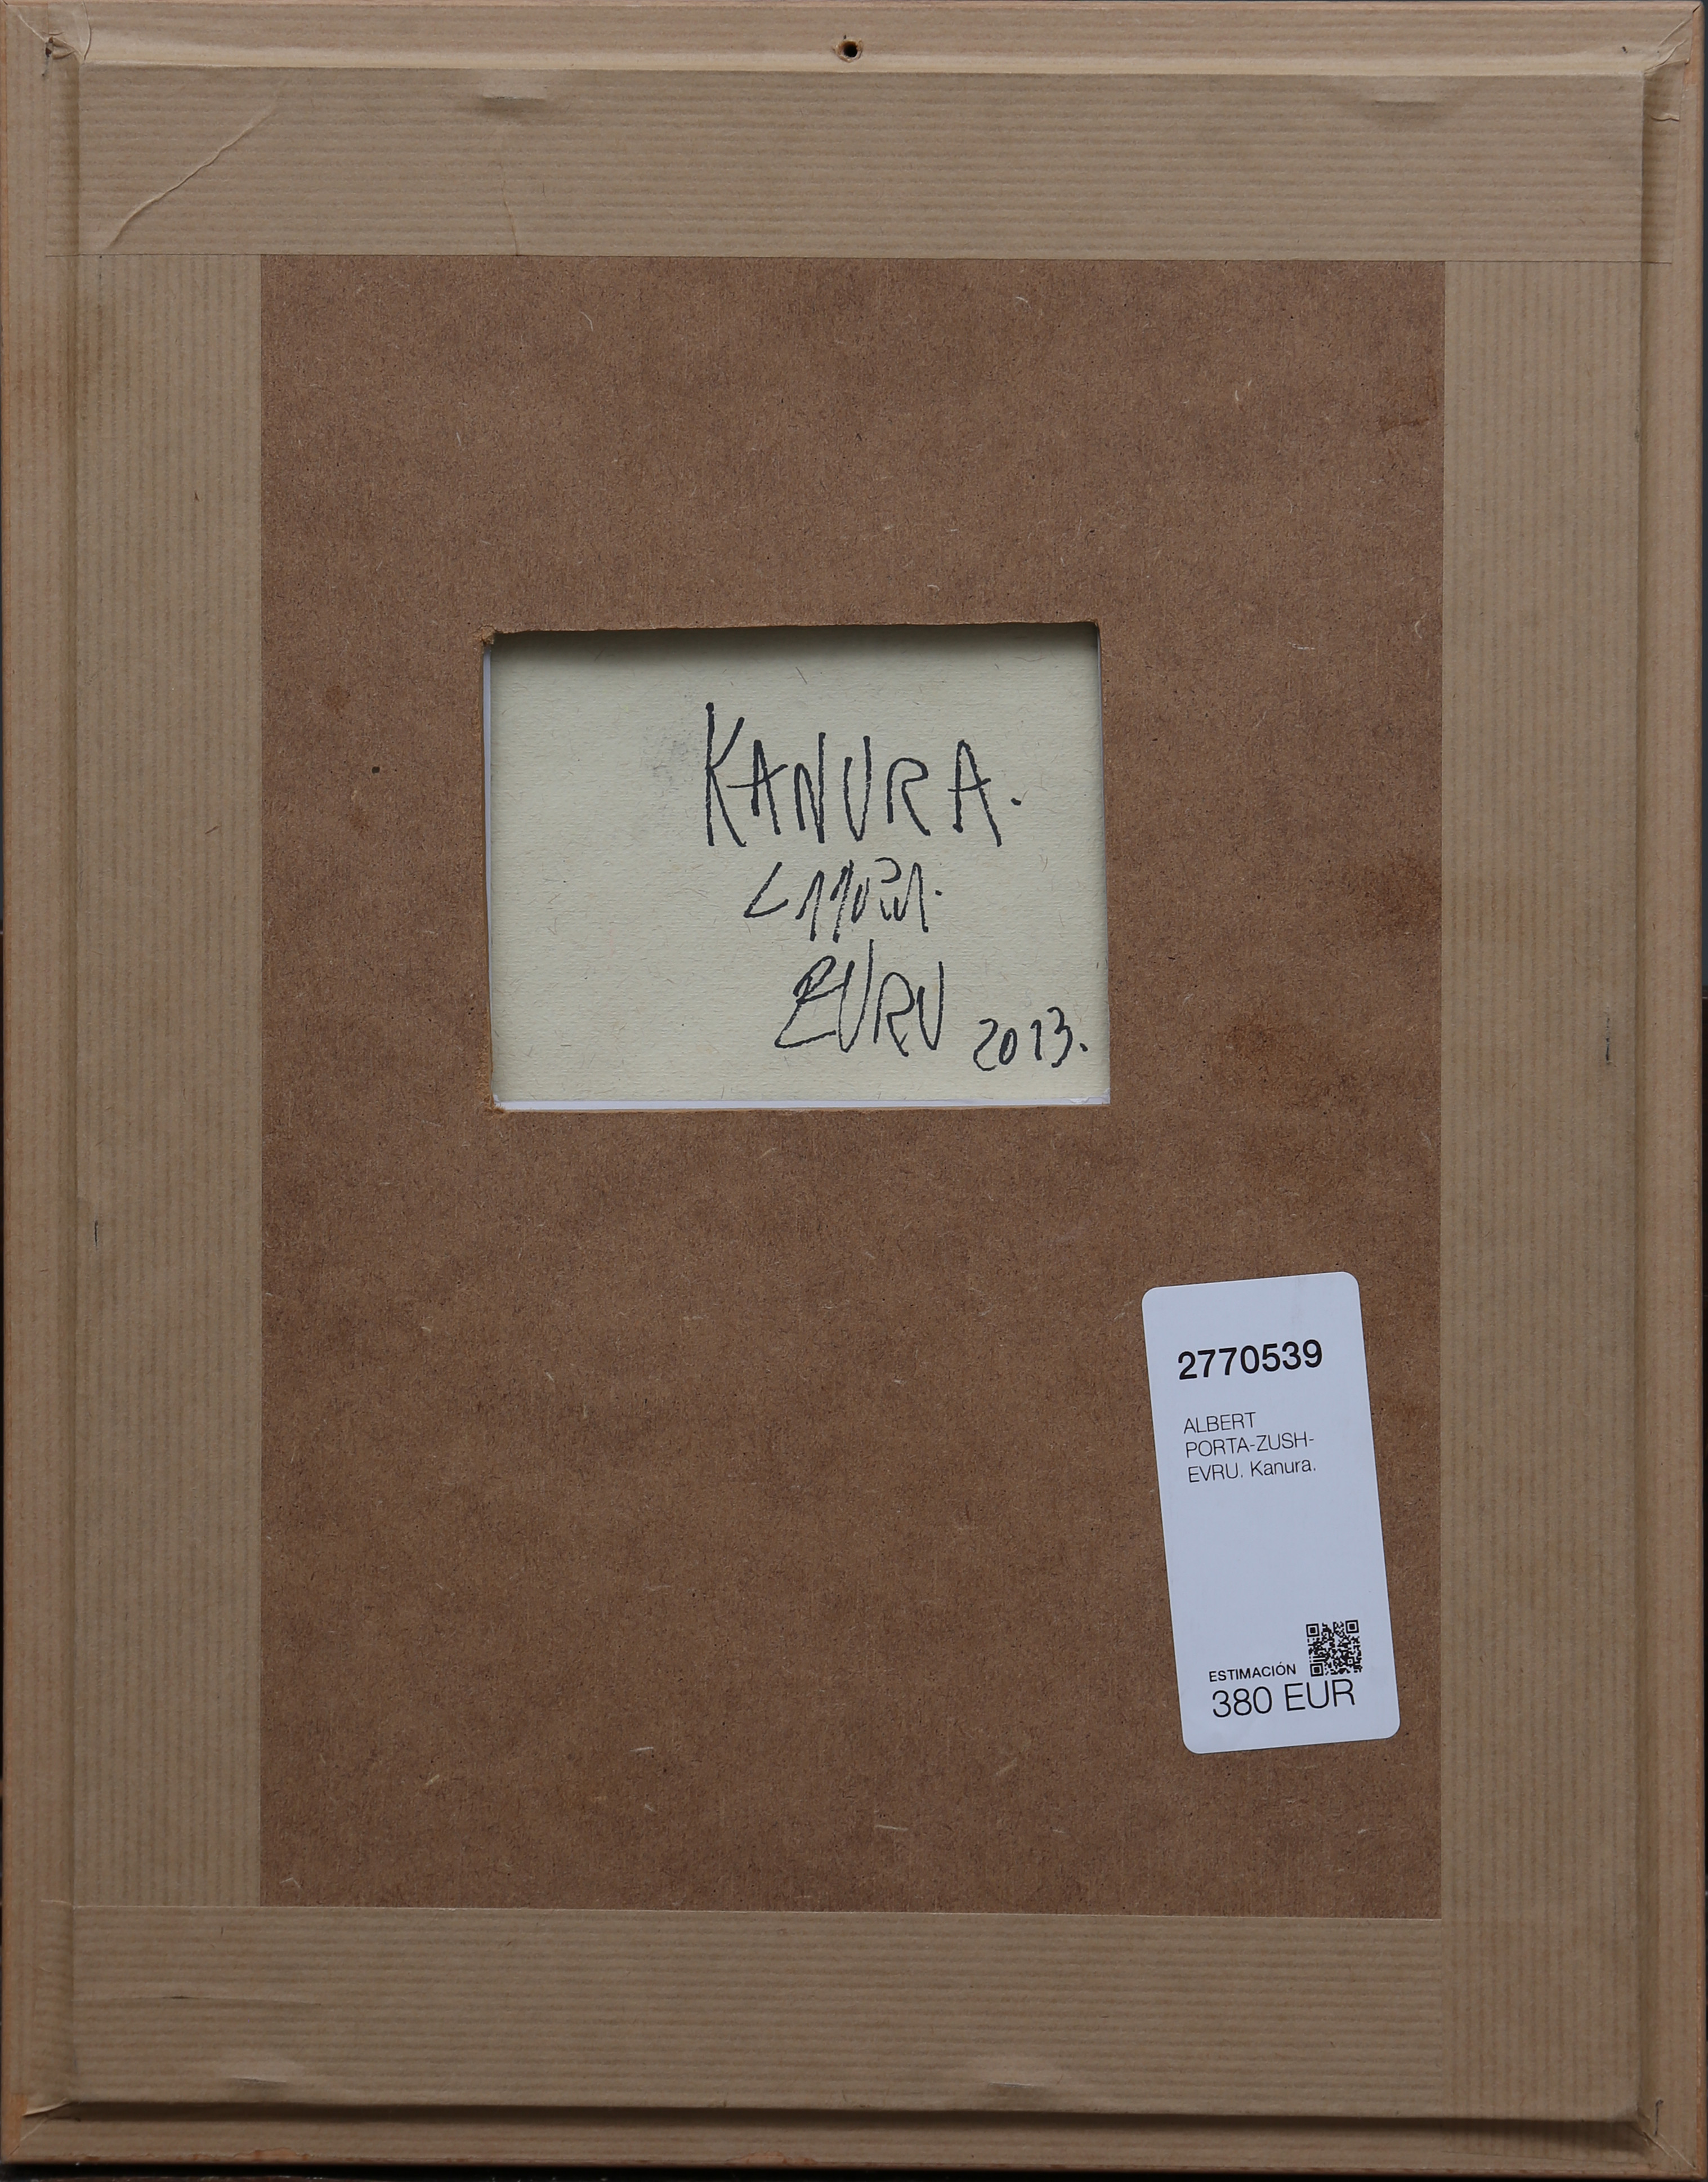 KANURA.
EVRU 2013.
2770539
ALBERT
PORTA-ZUSH-
EVRU. Kanura.
ESTIMACIÓN
380 EUR